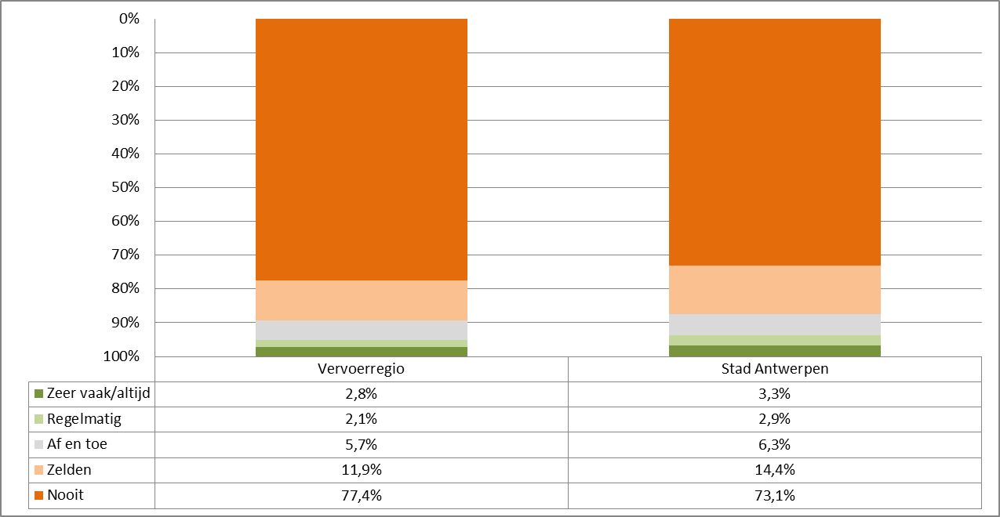 0%
10%
20%
30%
40%
50%
60%
70%
80%
90%
100%
Vervoerregio Stad Antwerpen
Zeer vaak/altijd 2,8% 3,3%
Regelmatig 2,1% 2,9%
Af en toe 5,7% 6,3%
Zelden 11,9% 14,4%
Nooit 77,4% 73,1%